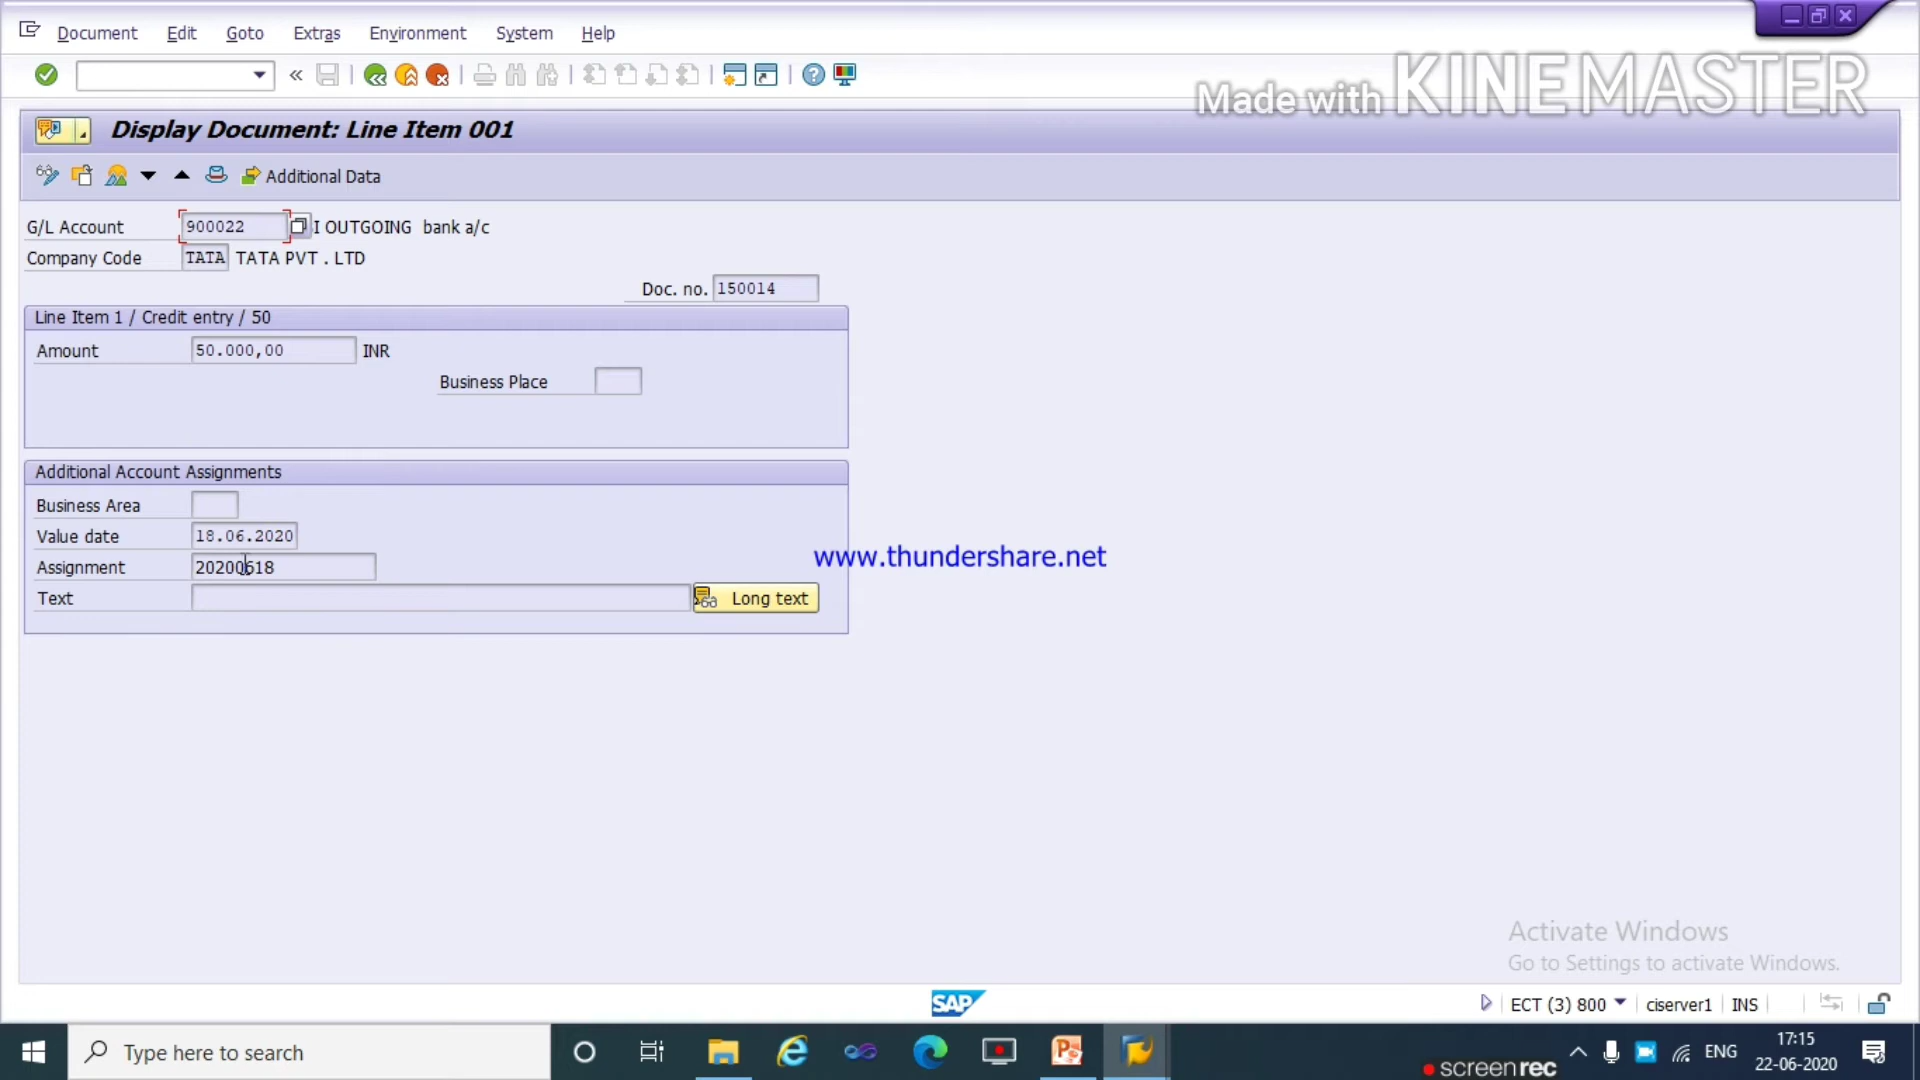 Document Edit Goto Extras Environment System Help
Made with KINEMASTER
Display Document: Line Item 001
Additional Data
G/L Account 900022 I OUTGOING bank a/c
Company Code TATA TATA PVT . LTD
Doc. no. 150014
Line Item 1 / Credit entry / 50
Amount 50.000,00 INR
Business Place
Additional Account Assignments
Business Area
Value date 18.06.2020
www.thundershare.net
Assignment 20200618
Text Long text
Activate Windows
Go to Settings to activate Windows.
SAP ECT (3) 800 ciserver1 INS
Type here to search
ENG
17:15
22-06-2020
screenrec